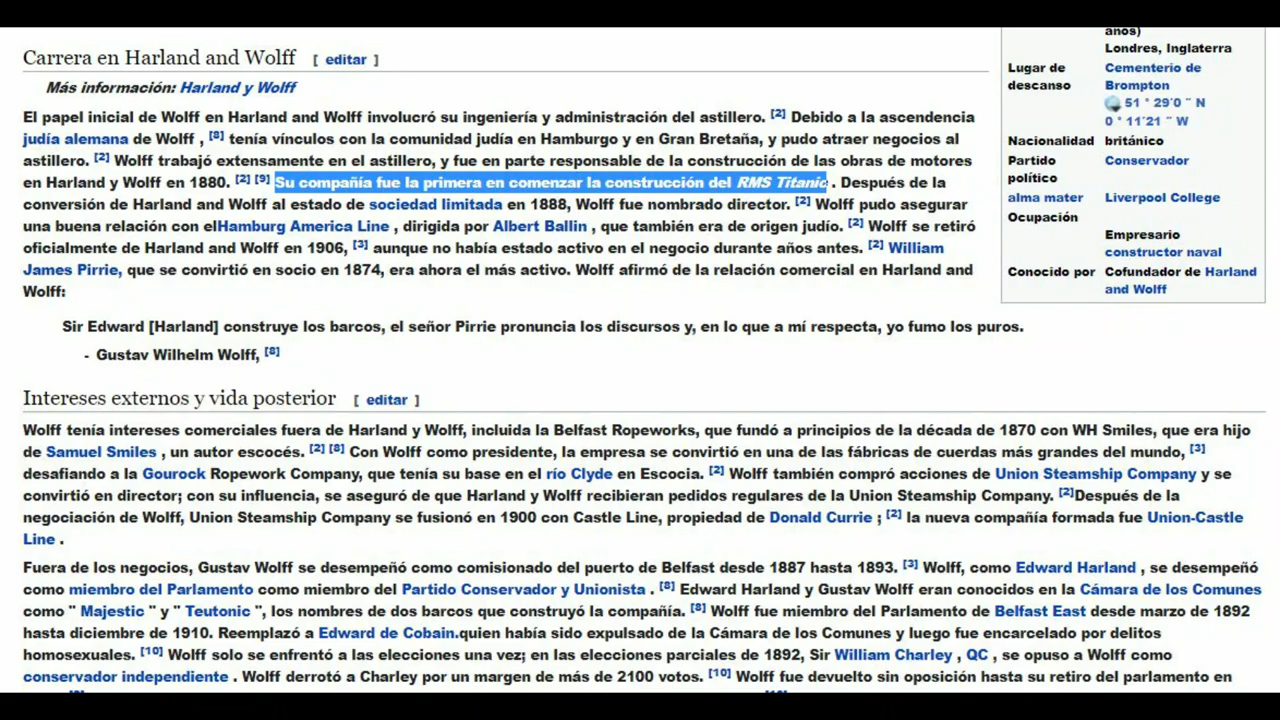 Carrera en Harland and Wolff [ editar ]
Más información: Harland y Wolff
El papel inicial de Wolff en Harland and Wolff involucró su ingeniería y administración del astillero. [2] Debido a la ascendencia
judía alemana de Wolff , [8] tenía vínculos con la comunidad judía en Hamburgo y en Gran Bretaña, y pudo atraer negocios al
astillero. [2] Wolff trabajó extensamente en el astillero, y fue en parte responsable de la construcción de las obras de motores
en Harland y Wolff en 1880. [2] [9] Su compañía fue la primera en comenzar la construcción del RMS Titanic . Después de la
conversión de Harland and Wolff al estado de sociedad limitada en 1888, Wolff fue nombrado director. [2] Wolff pudo asegurar
una buena relación con elHamburg America Line , dirigida por Albert Ballin , que también era de origen judío. [2] Wolff se retiró
oficialmente de Harland and Wolff en 1906, [3] aunque no había estado activo en el negocio durante años antes. [2] William
James Pirrie, que se convirtió en socio en 1874, era ahora el más activo. Wolff afirmó de la relación comercial en Harland and
Wolff:
Sir Edward [Harland] construye los barcos, el señor Pirrie pronuncia los discursos y, en lo que a mí respecta, yo fumo los puros.
- Gustav Wilhelm Wolff, [8]
años)
Londres, Inglaterra
Lugar de descanso Cementerio de
Brompton
51 ° 29′0 ″ N
0 ° 11′21 ″ W
Nacionalidad británico
Partido político Conservador
alma mater Liverpool College
Ocupación
Empresario
constructor naval
Conocido por Cofundador de Harland
and Wolff
Intereses externos y vida posterior [ editar ]
Wolff tenía intereses comerciales fuera de Harland y Wolff, incluida la Belfast Ropeworks, que fundó a principios de la década de 1870 con WH Smiles, que era hijo
de Samuel Smiles , un autor escocés. [2] [8] Con Wolff como presidente, la empresa se convirtió en una de las fábricas de cuerdas más grandes del mundo, [3]
desafiando a la Gourock Ropework Company, que tenía su base en el río Clyde en Escocia. [2] Wolff también compró acciones de Union Steamship Company y se
convirtió en director; con su influencia, se aseguró de que Harland y Wolff recibieran pedidos regulares de la Union Steamship Company. [2]Después de la
negociación de Wolff, Union Steamship Company se fusionó en 1900 con Castle Line, propiedad de Donald Currie ; [2] la nueva compañía formada fue Union-Castle
Line .
Fuera de los negocios, Gustav Wolff se desempeñó como comisionado del puerto de Belfast desde 1887 hasta 1893. [3] Wolff, como Edward Harland , se desempeñó
como miembro del Parlamento como miembro del Partido Conservador y Unionista . [8] Edward Harland y Gustav Wolff eran conocidos en la Cámara de los Comunes
como " Majestic " y " Teutonic ", los nombres de dos barcos que construyó la compañía. [8] Wolff fue miembro del Parlamento de Belfast East desde marzo de 1892
hasta diciembre de 1910. Reemplazó a Edward de Cobain.quien había sido expulsado de la Cámara de los Comunes y luego fue encarcelado por delitos
homosexuales. [10] Wolff solo se enfrentó a las elecciones una vez; en las elecciones parciales de 1892, Sir William Charley , QC , se opuso a Wolff como
conservador independiente . Wolff derrotó a Charley por un margen de más de 2100 votos. [10] Wolff fue devuelto sin oposición hasta su retiro del parlamento en